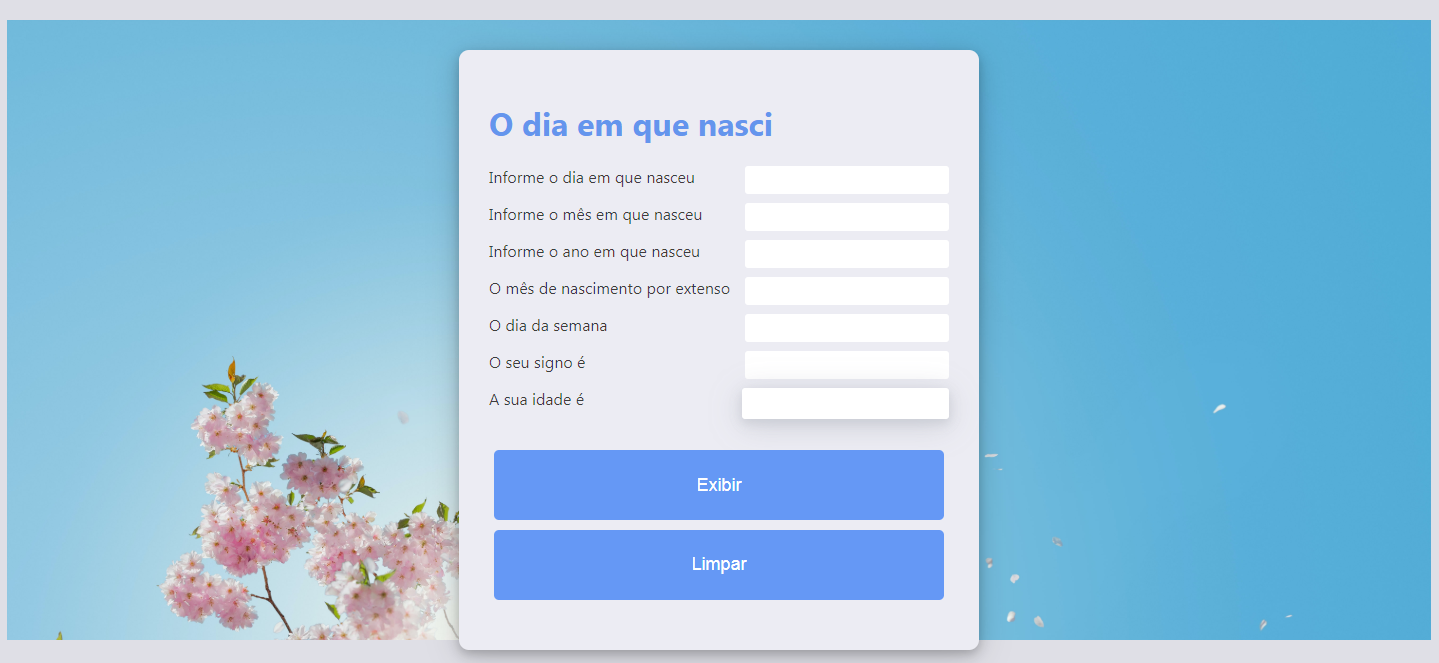 O dia em que nasci
Informe o dia em que nasceu
Informe o mês em que nasceu
Informe o ano em que nasceu
O mês de nascimento por extenso
O dia da semana
O seu signo é
A sua idade é
Exibir
Limpar